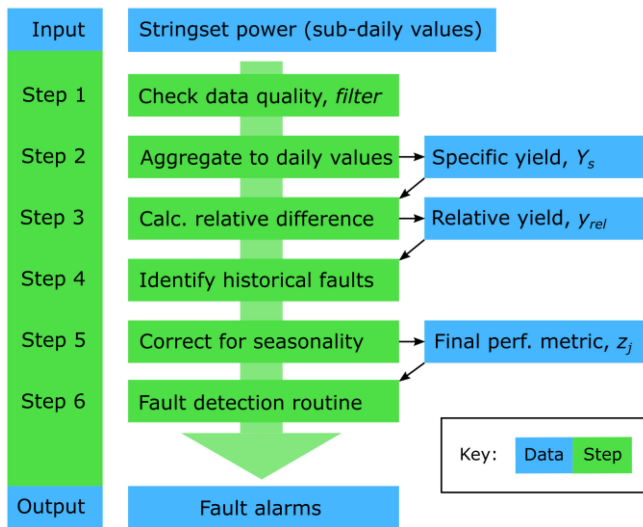 Input
Stringset power (sub-daily values)
Step 1
Check data quality, filter
Step 2
Aggregate to daily values
Specific yield, Ys
Step 3
Calc. relative difference
Relative yield, yrel
Step 4
Identify historical faults
Step 5
Correct for seasonality
Final perf. metric, zj
Step 6
Fault detection routine
Key:
Data
Step
Output
Fault alarms